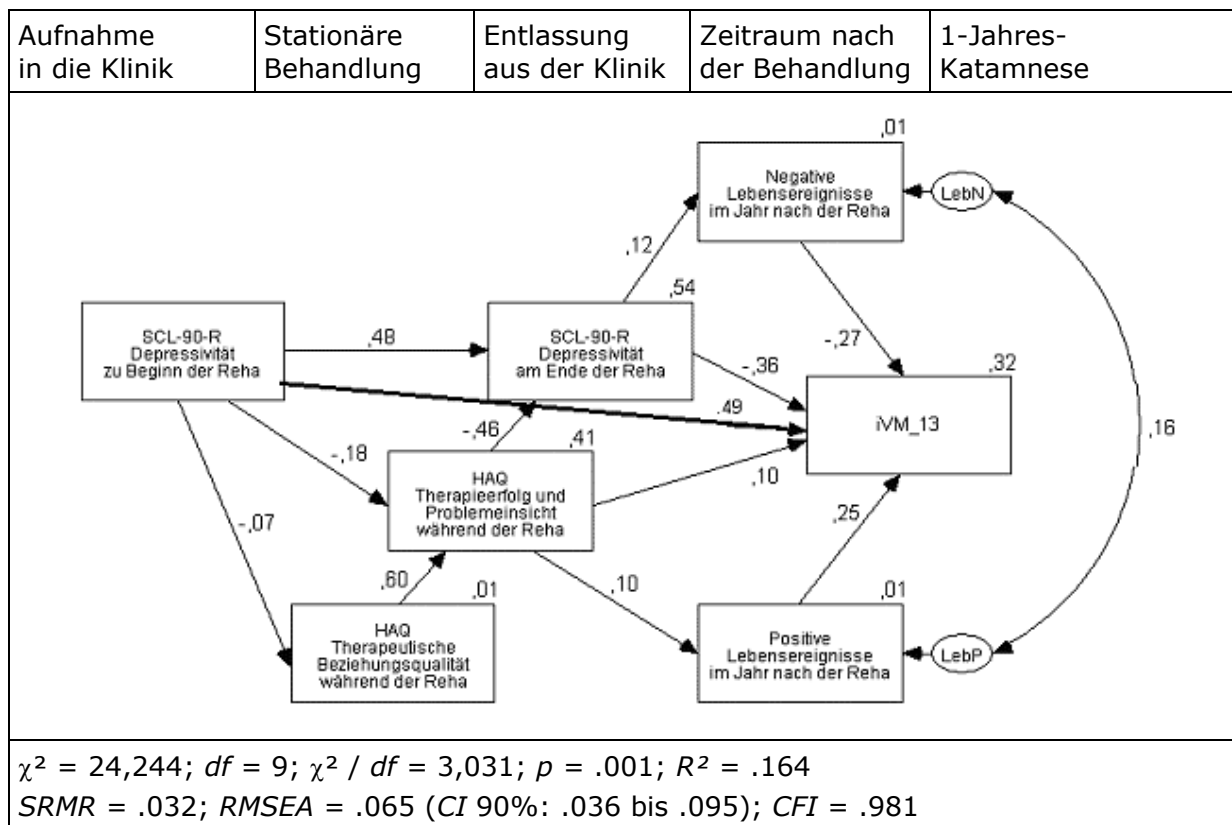 Aufnahme
in die Klinik
Stationäre
Behandlung
Entlassung
aus der Klinik
Zeitraum nach
der Behandlung
1-Jahres-
Katamnese
,01
Negative
Lebensereignisse
im Jahr nach der Reha
LebN
,12
,54
SCL-90-R
Depressivität
zu Beginn der Reha
,48
SCL-90-R
Depressivität
am Ende der Reha
-,27
-,36
,32
.49
iVM_13
,16
-,46
,41
-,18
HAQ
Therapieerfolg und
Problemeinsicht
während der Reha
,10
,25
-,07
,60
,01
,10
,01
HAQ
Therapeutische
Beziehungsqualität
während der Reha
Positive
Lebensereignisse
im Jahr nach der Reha
LebP
χ² = 24,244; df = 9; χ² / df = 3,031; p = .001; R² = .164
SRMR = .032; RMSEA = .065 (CI 90%: .036 bis .095); CFI = .981